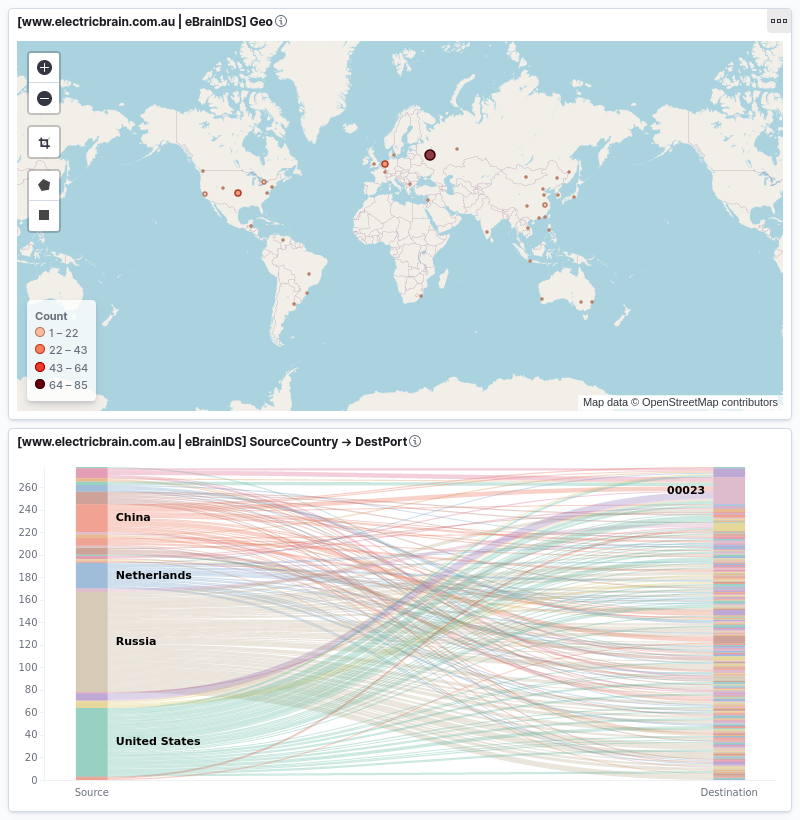 [www.electricbrain.com.au | eBrainIDS] Geo
Count
1 – 22
22 – 43
43 – 64
64 – 85
Map data © OpenStreetMap contributors
[www.electricbrain.com.au | eBrainIDS] SourceCountry → DestPort
260
240
220
200
180
160
140
120
100
80
60
40
20
0
00023
China
Netherlands
Russia
United States
Source
Destination